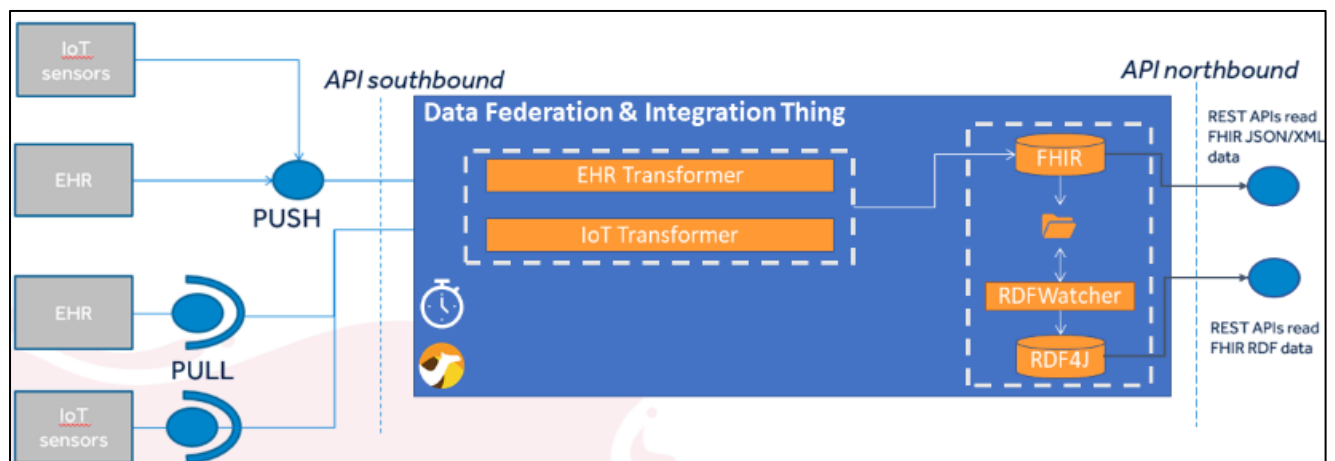 IoT
sensors
EHR
PUSH
EHR
PULL
IoT
sensors
API southbound
Data Federation & Integration Thing
EHR Transformer
IoT Transformer
FHIR
RDFWatcher
RDF4J
API northbound
REST APIs read
FHIR JSON/XML
data
REST APIs read
FHIR RDF data